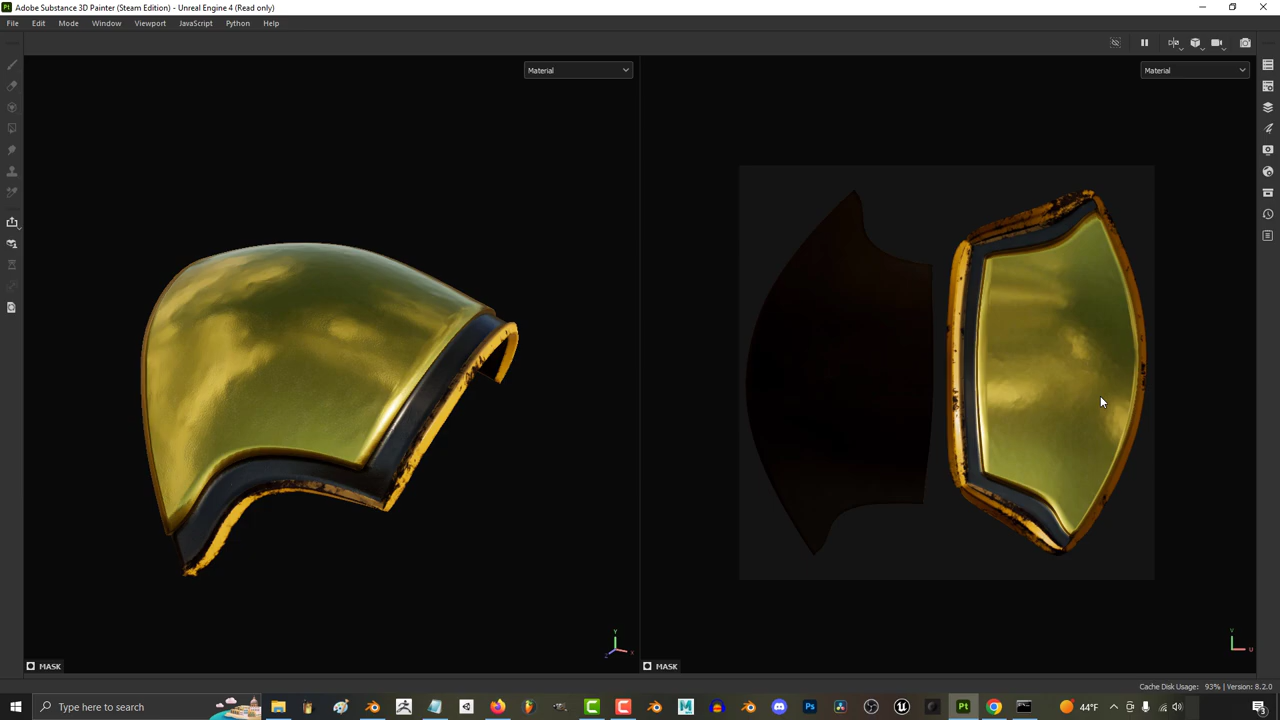 Adobe Substance 3D Painter (Steam Edition) - Unreal Engine 4 (Read only)
File Edit Mode Window Viewport JavaScript Python Help
Material
Material
Y
X
Z
V
U
MASK
MASK
Cache Disk Usage: 93% | Version: 8.2.0
Type here to search
44°F